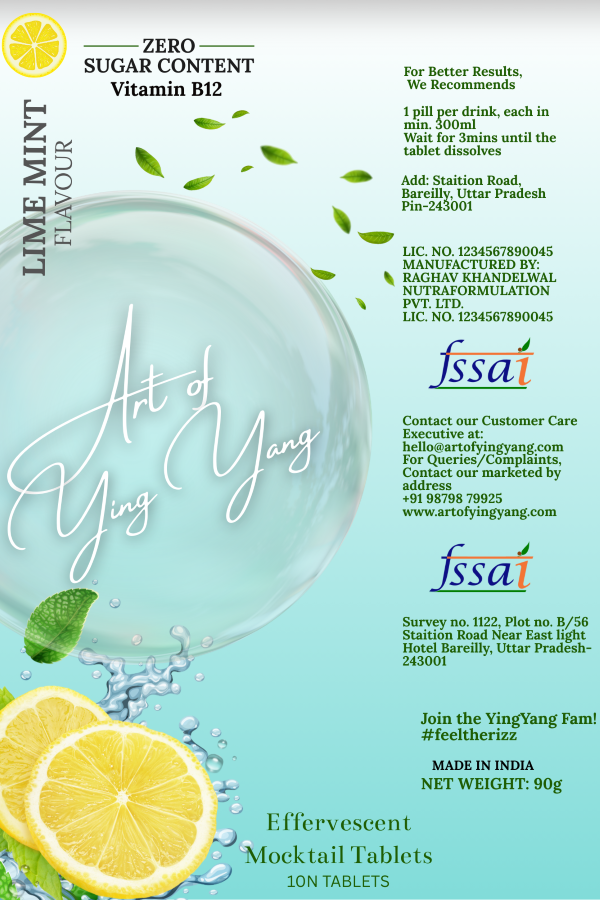 ZERO
SUGAR CONTENT
Vitamin B12
LIME MINT
FLAVOUR
Art of
Ying Yang
For Better Results,
We Recommends
1 pill per drink, each in
min. 300ml
Wait for 3mins until the
tablet dissolves
Add: Staition Road,
Bareilly, Uttar Pradesh
Pin-243001
LIC. NO. 1234567890045
MANUFACTURED BY:
RAGHAV KHANDELWAL
NUTRAFORMULATION
PVT. LTD.
LIC. NO. 1234567890045
fssai
Contact our Customer Care
Executive at:
hello@artofyingyang.com
For Queries/Complaints,
Contact our marketed by
address
+91 98798 79925
www.artofyingyang.com
fssai
Survey no. 1122, Plot no. B/56
Staition Road Near East light
Hotel Bareilly, Uttar Pradesh-
243001
Join the YingYang Fam!
#feeltherizz
MADE IN INDIA
NET WEIGHT: 90g
Effervescent
Mocktail Tablets
10N TABLETS